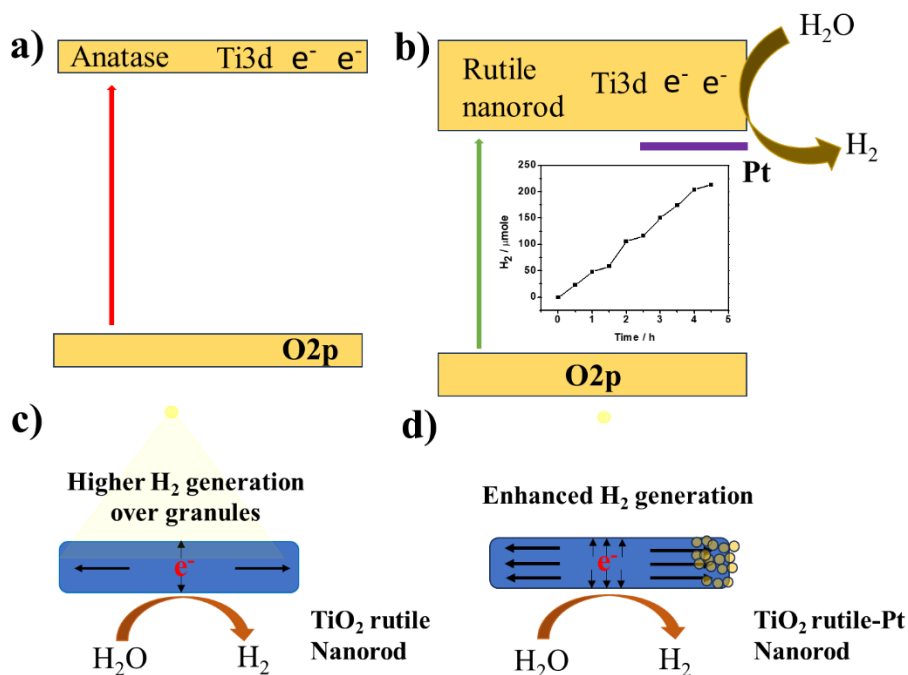 a)
Anatase Ti3d e⁻ e⁻
O2p
b)
Rutile
nanorod
Ti3d e⁻ e⁻
H₂O
H₂
Pt
H₂ / μmole
250
200
150
100
50
0
0 1 2 3 4 5
Time / h
O2p
c)
Higher H₂ generation
over granules
e⁻
H₂O
H₂
TiO₂ rutile
Nanorod
d)
Enhanced H₂ generation
e⁻
H₂O
H₂
TiO₂ rutile-Pt
Nanorod